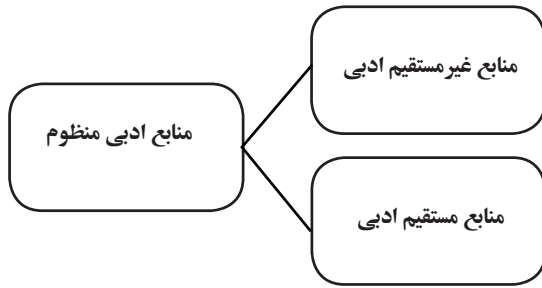 منابع غیرمستقیم ادبی
منابع ادبی منظوم
منابع مستقیم ادبی